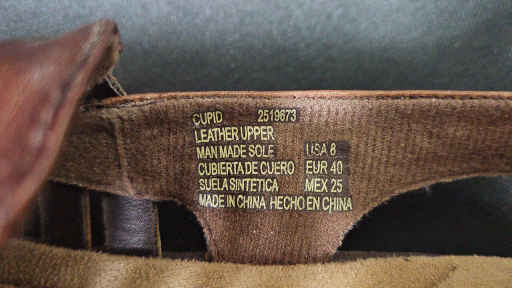 CUPID 2519673
LEATHER UPPER
MAN MADE SOLE USA 8
CUBIERTA DE CUERO EUR 40
SUELA SINTETICA MEX 25
MADE IN CHINA HECHO EN CHINA